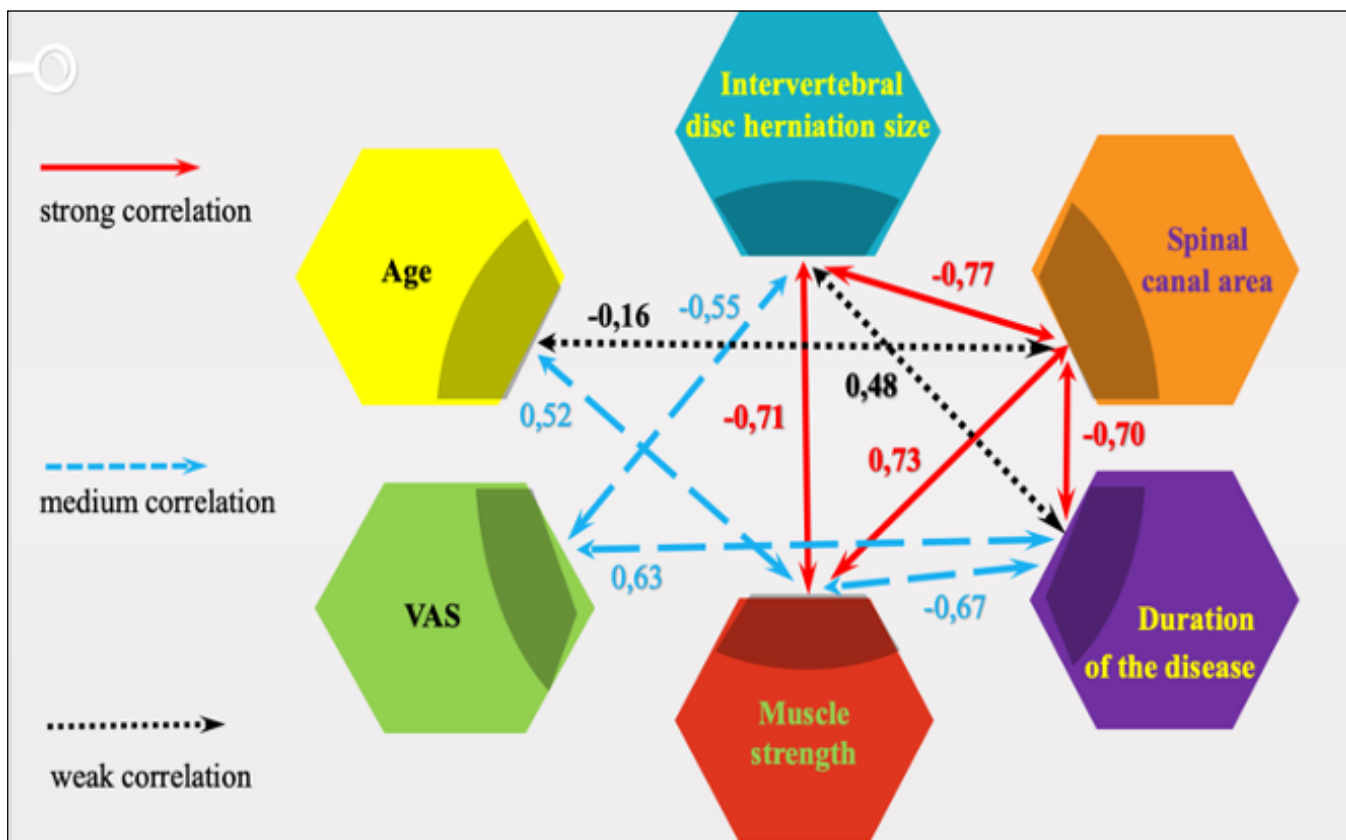 Intervertebral
disc herniation size
strong correlation
Age
Spinal
canal area
-0,77
-0,16
-0,55
0,48
0,52
-0,71
-0,70
0,73
medium correlation
0,63
-0,67
VAS
Duration
of the disease
Muscle
strength
weak correlation